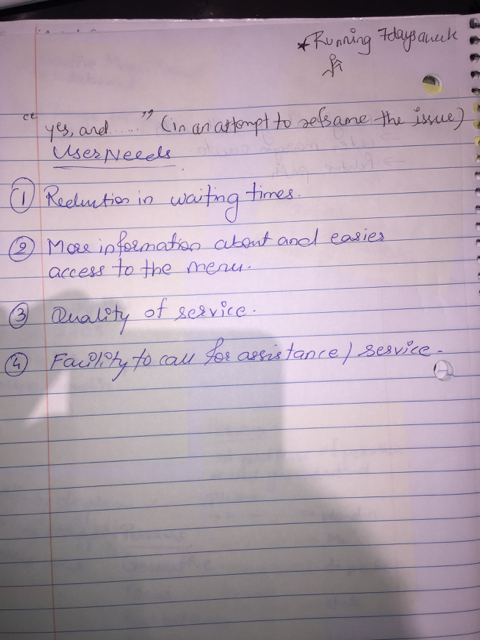 * Running 7days a week
"yes, and....." (in an attempt to reframe the issue)
User Needs
① Reduction in waiting times.
② More information about and easier
access to the menu.
③ Quality of service.
④ Facility to call for assistance / service.